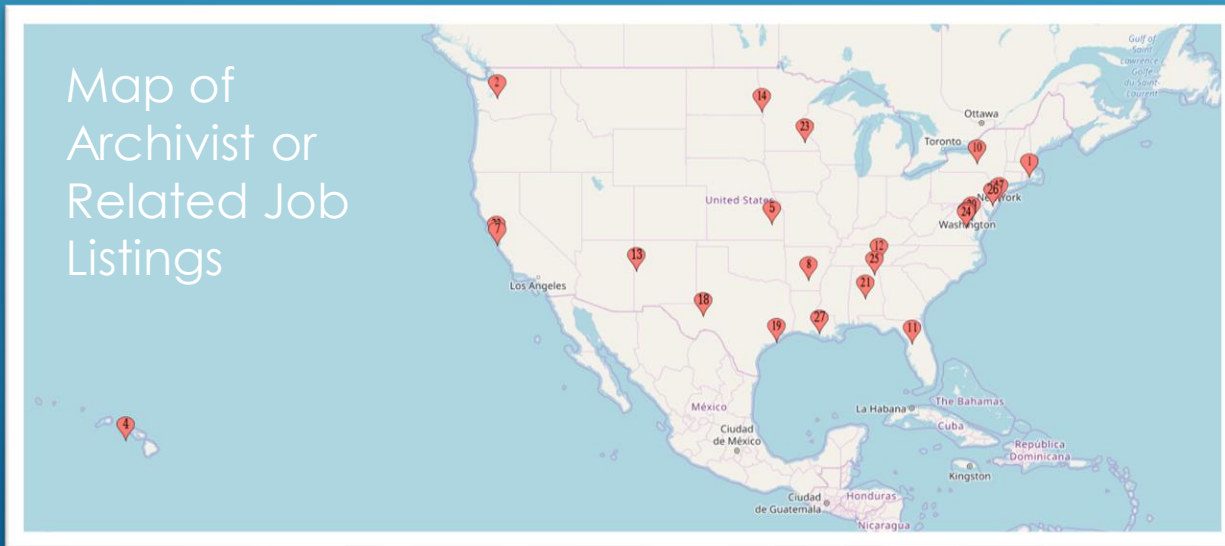 Map of
Archivist or
Related Job
Listings
Gulf of
Saint
Lawrence /
Golfe
du Saint-
Laurent
2
14
Ottawa
23
Toronto
10
1
26
United States
5
New York
24
Washington
7
12
13
25
8
Los Angeles
21
18
27
19
11
The Bahamas
México
La Habana
4
Cuba
Ciudad
de México
República
Dominicana
Kingston
Ciudad
de Guatemala
Honduras
Nicaragua